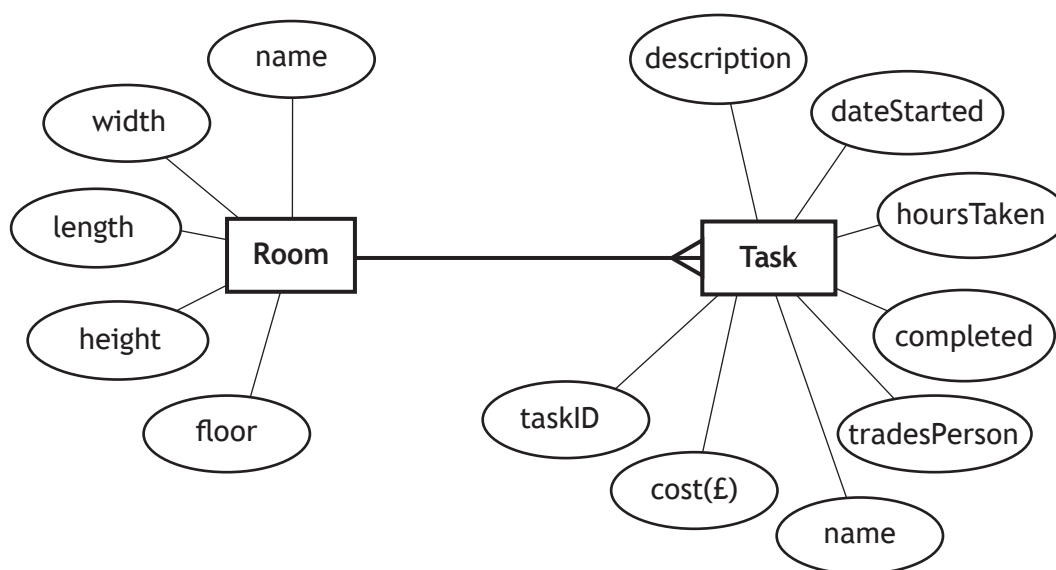 name
description
width
dateStarted
length
hoursTaken
Room
Task
height
completed
taskID
floor
tradesPerson
cost(£)
name